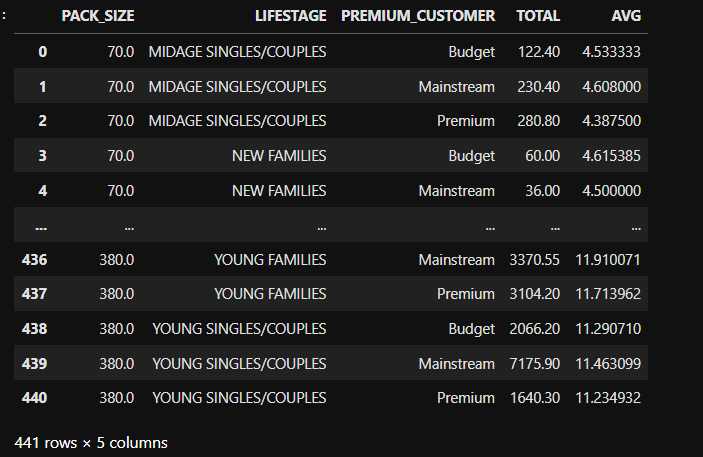 :
PACK_SIZE LIFESTAGE PREMIUM_CUSTOMER TOTAL AVG
0 70.0 MIDAGE SINGLES/COUPLES Budget 122.40 4.533333
1 70.0 MIDAGE SINGLES/COUPLES Mainstream 230.40 4.608000
2 70.0 MIDAGE SINGLES/COUPLES Premium 280.80 4.387500
3 70.0 NEW FAMILIES Budget 60.00 4.615385
4 70.0 NEW FAMILIES Mainstream 36.00 4.500000
... ... ... ... ... ...
436 380.0 YOUNG FAMILIES Mainstream 3370.55 11.910071
437 380.0 YOUNG FAMILIES Premium 3104.20 11.713962
438 380.0 YOUNG SINGLES/COUPLES Budget 2066.20 11.290710
439 380.0 YOUNG SINGLES/COUPLES Mainstream 7175.90 11.463099
440 380.0 YOUNG SINGLES/COUPLES Premium 1640.30 11.234932
441 rows × 5 columns